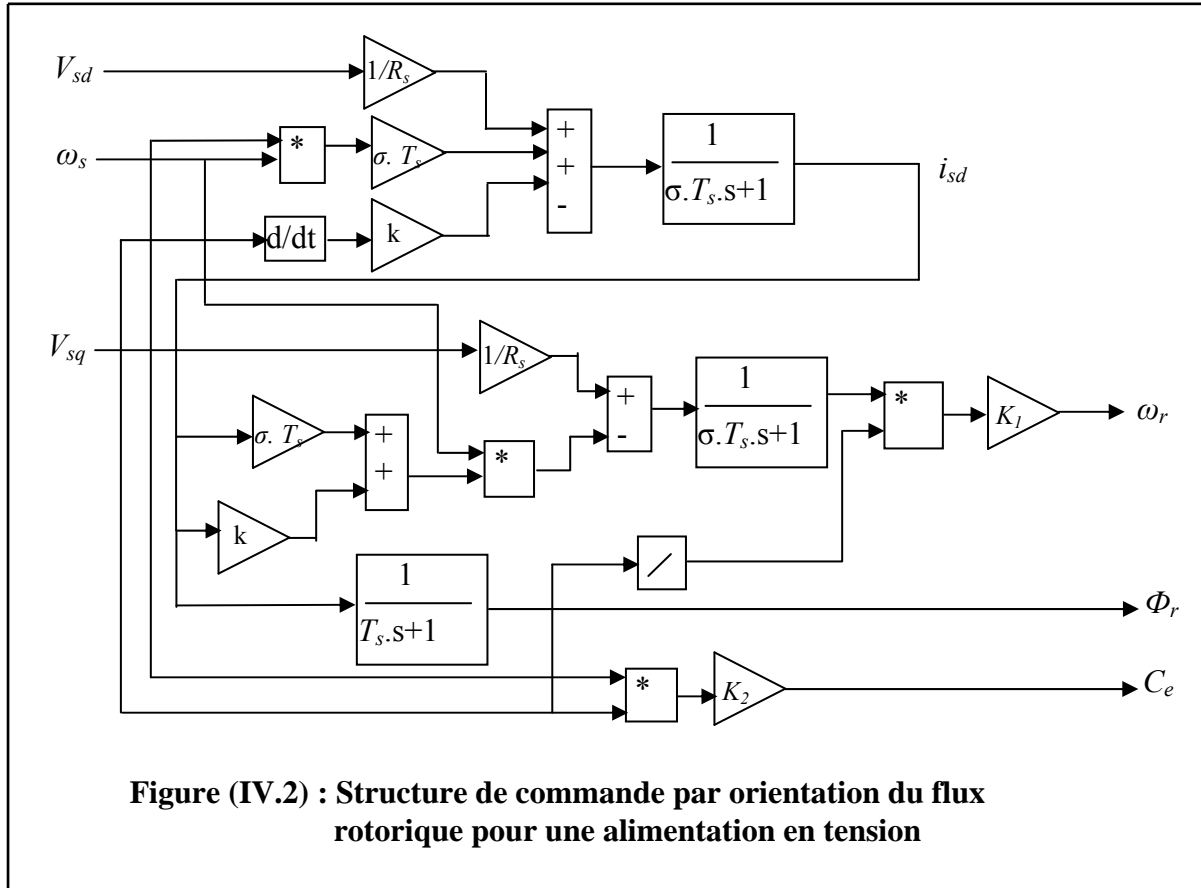 V_sd
1/R_s
ω_s
*
σ. T_s
+
+
-
1
σ.T_s.s+1
i_sd
d/dt
k
V_sq
1/R_s
+
-
1
σ.T_s.s+1
*
K_1
ω_r
σ. T_s
+
+
*
k
1
T_s.s+1
Φ_r
*
K_2
C_e
Figure (IV.2) : Structure de commande par orientation du flux
rotorique pour une alimentation en tension